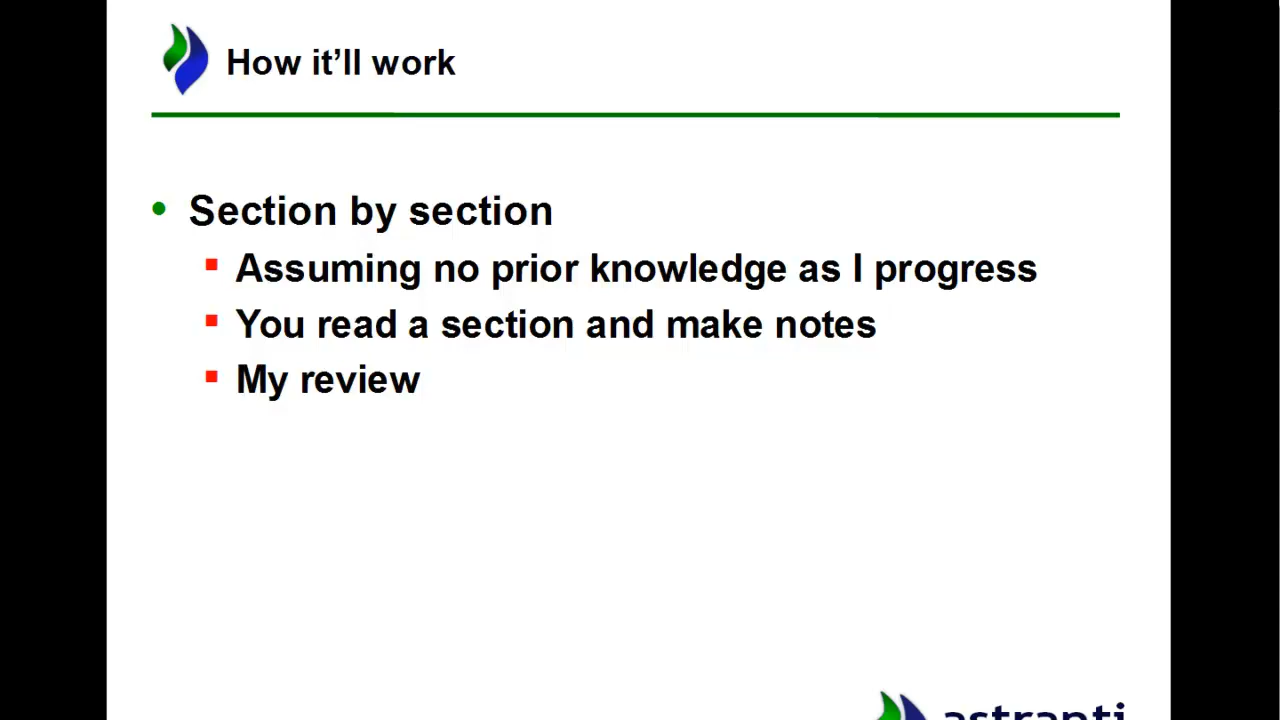 How it’ll work
Section by section
Assuming no prior knowledge as I progress
You read a section and make notes
My review
astranti